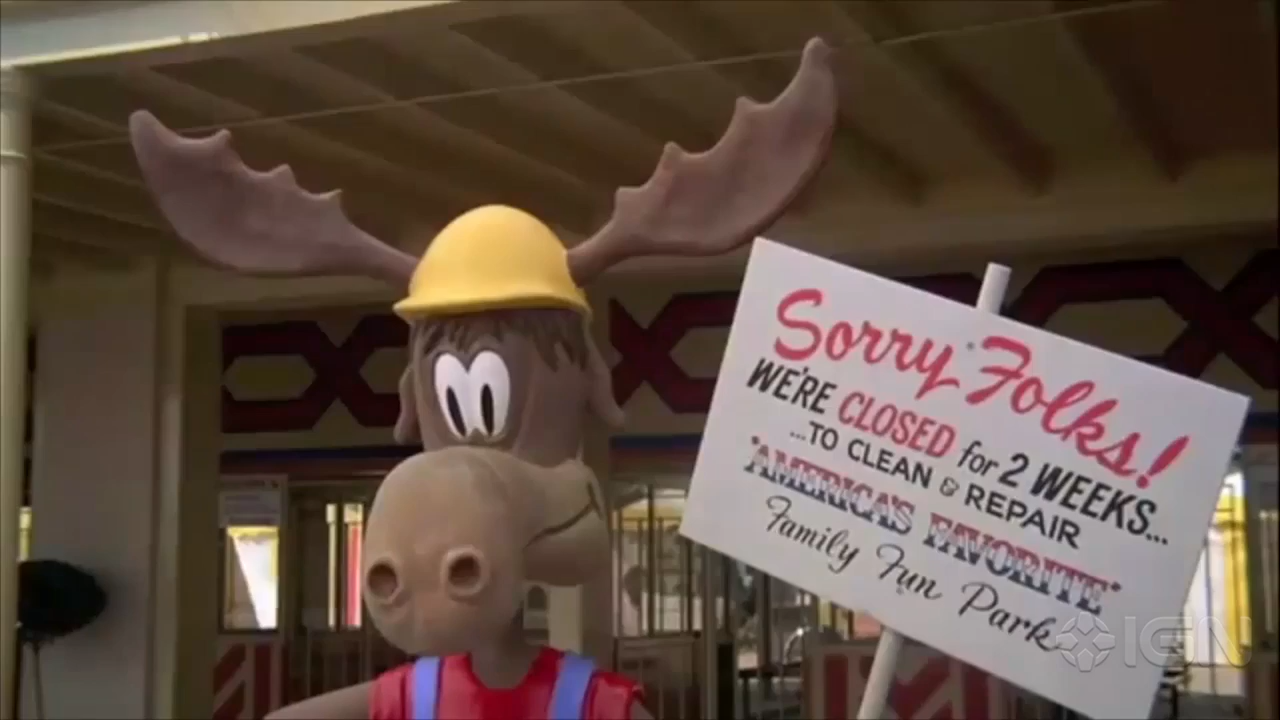 Sorry Folks!
WE'RE CLOSED for 2 WEEKS...
...TO CLEAN & REPAIR
"AMERICA'S FAVORITE"
Family Fun Park
IGN